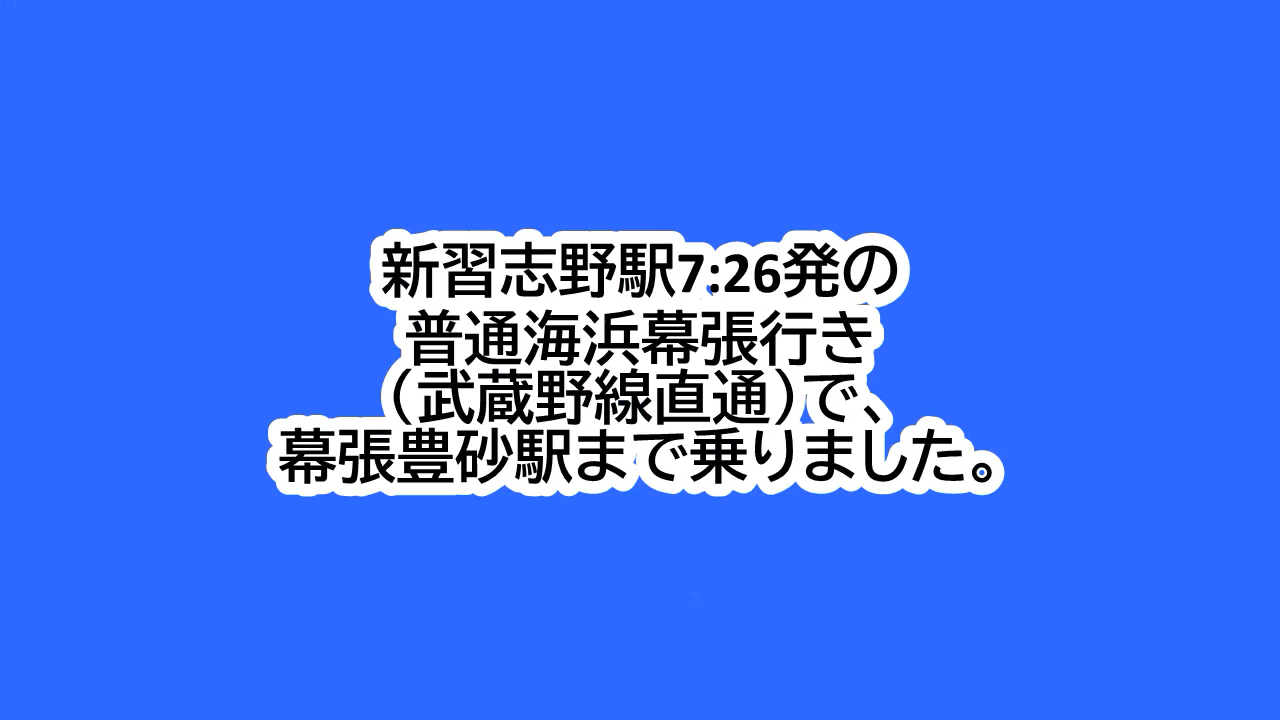 新習志野駅7:26発の
普通海浜幕張行き
（武蔵野線直通）で、
幕張豊砂駅まで乗りました。